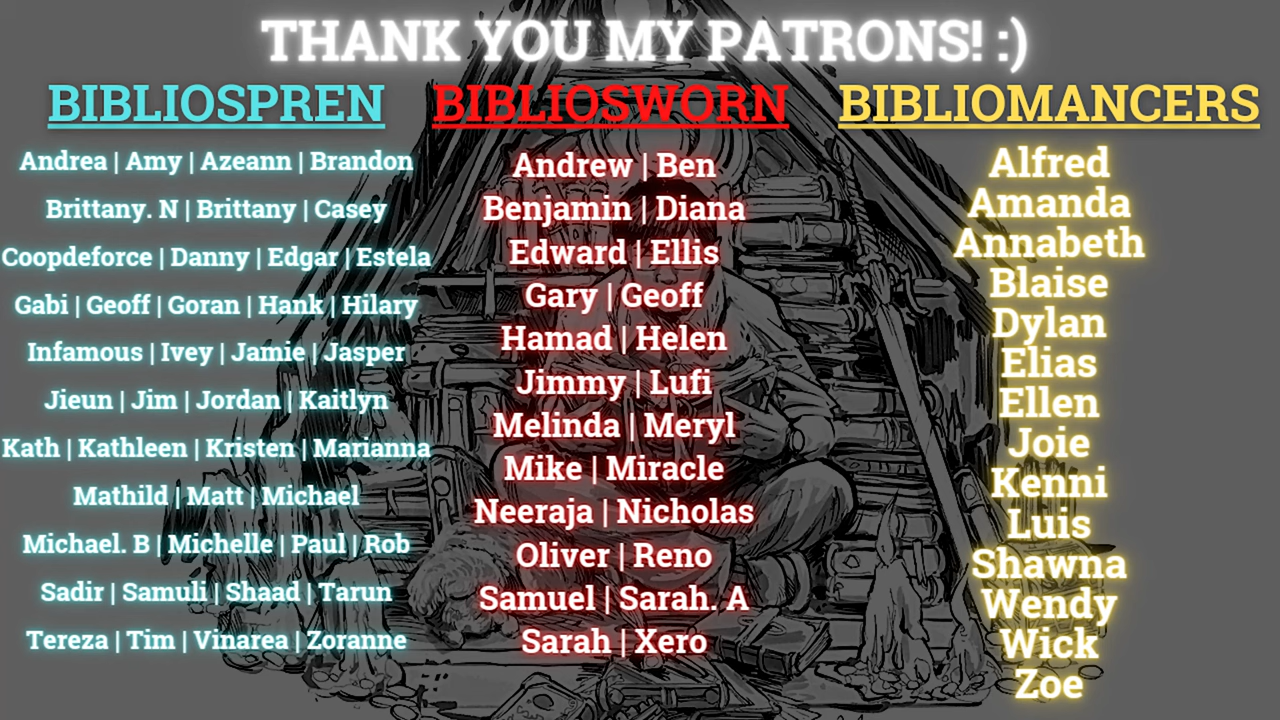 THANK YOU MY PATRONS! :)
BIBLIOSPREN
Andrea | Amy | Azeann | Brandon
Brittany. N | Brittany | Casey
Coopdeforce | Danny | Edgar | Estela
Gabi | Geoff | Goran | Hank | Hilary
Infamous | Ivey | Jamie | Jasper
Jieun | Jim | Jordan | Kaitlyn
Kath | Kathleen | Kristen | Marianna
Mathild | Matt | Michael
Michael. B | Michelle | Paul | Rob
Sadir | Samuli | Shaad | Tarun
Tereza | Tim | Vinarea | Zoranne
BIBLIOSWORN
Andrew | Ben
Benjamin | Diana
Edward | Ellis
Gary | Geoff
Hamad | Helen
Jimmy | Lufi
Melinda | Meryl
Mike | Miracle
Neeraja | Nicholas
Oliver | Reno
Samuel | Sarah. A
Sarah | Xero
BIBLIOMANCERS
Alfred
Amanda
Annabeth
Blaise
Dylan
Elias
Ellen
Joie
Kenni
Luis
Shawna
Wendy
Wick
Zoe